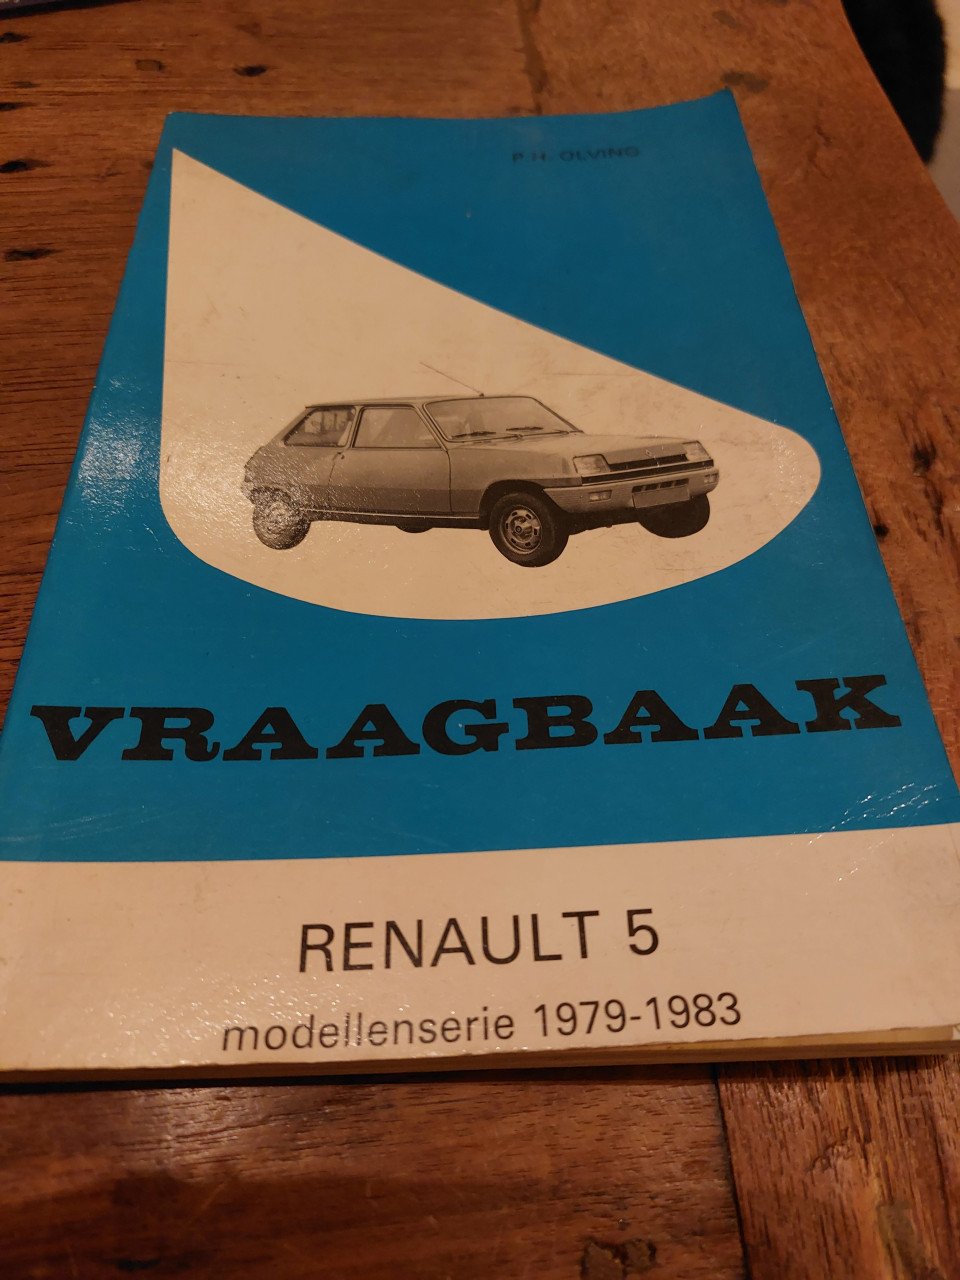 P.H. OLVING
VRAAGBAAK
RENAULT 5
modellenserie 1979-1983